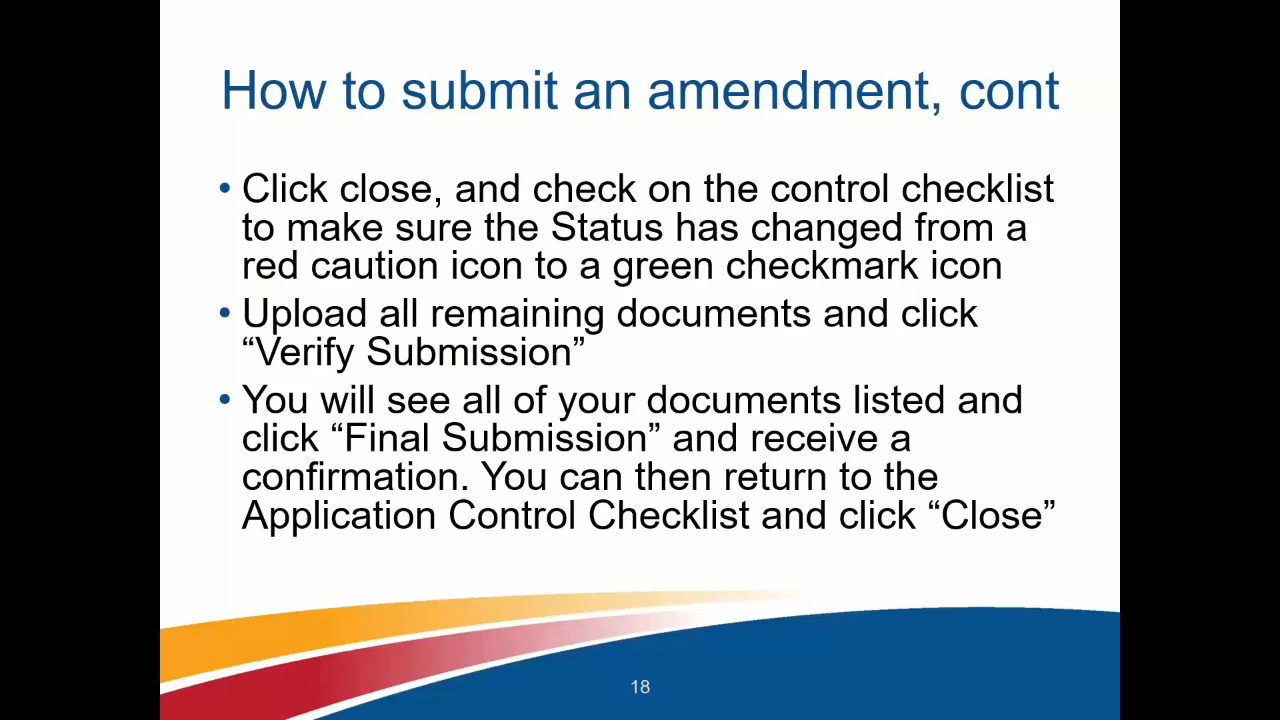 How to submit an amendment, cont
• Click close, and check on the control checklist
to make sure the Status has changed from a
red caution icon to a green checkmark icon
• Upload all remaining documents and click
“Verify Submission”
• You will see all of your documents listed and
click “Final Submission” and receive a
confirmation. You can then return to the
Application Control Checklist and click “Close”
18